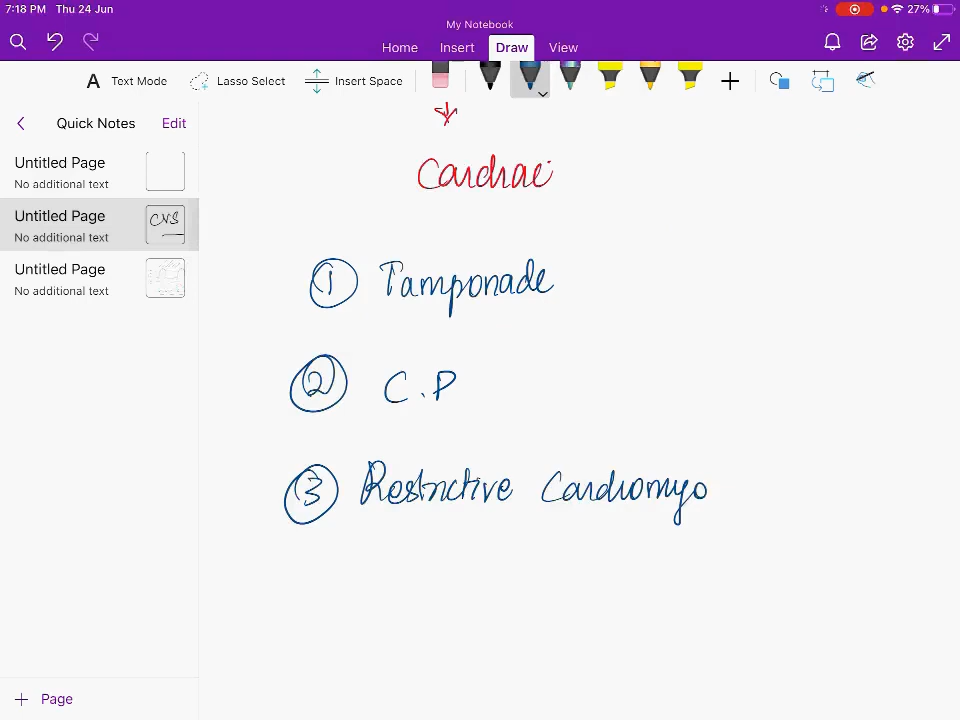 7:18 PM Thu 24 Jun
27%
My Notebook
Home Insert Draw View
Text Mode Lasso Select Insert Space
Quick Notes Edit
Untitled Page
No additional text
Untitled Page
No additional text
CNS
Untitled Page
No additional text
Page
Cardiac
1 Tamponade
2 C.P
3 Restrictive Cardiomyo